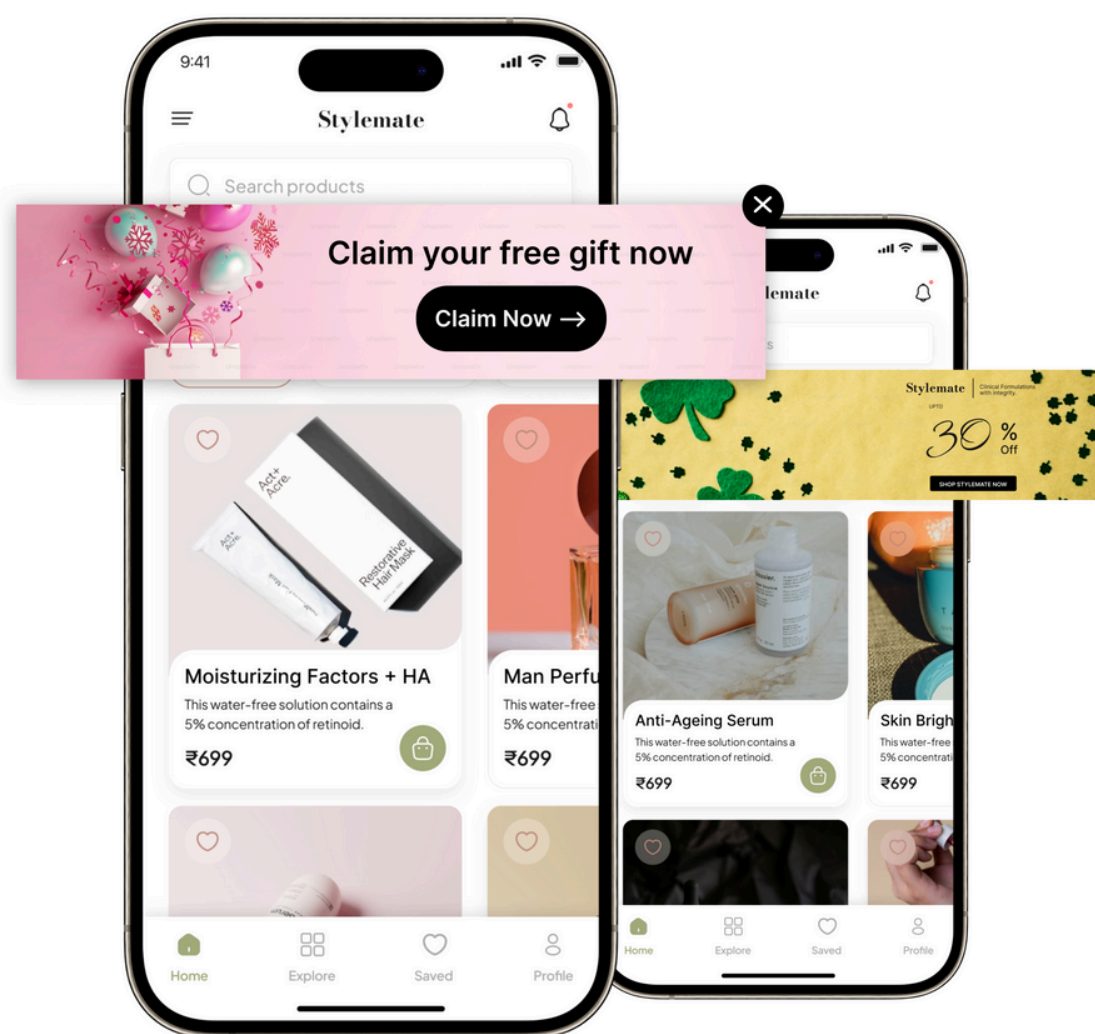 9:41
Stylemate
Search products
Claim your free gift now
Claim Now →
Act+
Acre.
Restorative
Hair Mask
Act+
Acre.
Moisturizing Factors + HA
This water-free solution contains a
5% concentration of retinoid.
₹699
Man Perfu
This water-free
5% concentrati
₹699
Home
Explore
Saved
Profile
lemate
s
Stylemate
Clinical Formulations
with Integrity.
UPTO
30 %
Off
SHOP STYLEMATE NOW
Anti-Ageing Serum
This water-free solution contains a
5% concentration of retinoid.
₹699
Skin Brigh
This water-free
5% concentrati
₹699
Home
Explore
Saved
Profile